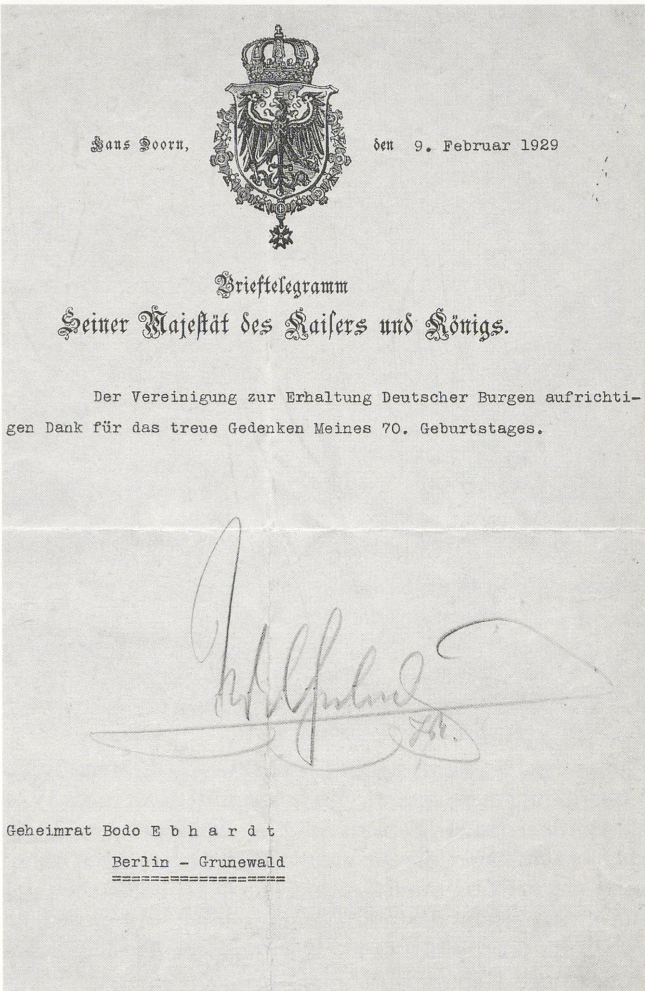 Haus Doorn, den 9. Februar 1929
Brieftelegramm
Seiner Majestät des Kaisers und Königs.
Der Vereinigung zur Erhaltung Deutscher Burgen aufrichti-
gen Dank für das treue Gedenken Meines 70. Geburtstages.
Wilhelm
I.R.
Geheimrat Bodo E b h a r d t
Berlin - Grunewald
==================